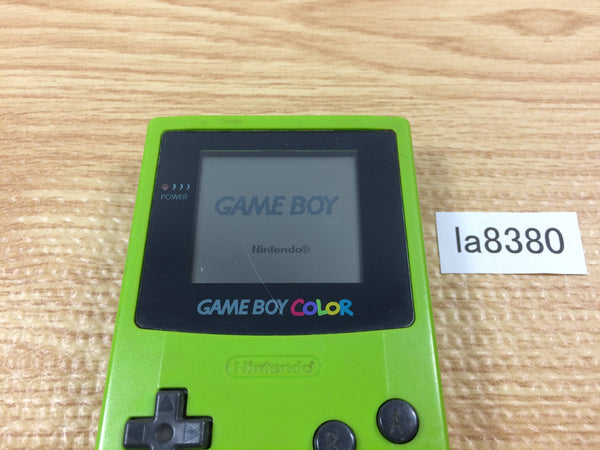 POWER
GAME BOY
Nintendo®
GAME BOY COLOR
Nintendo
A
B
la8380